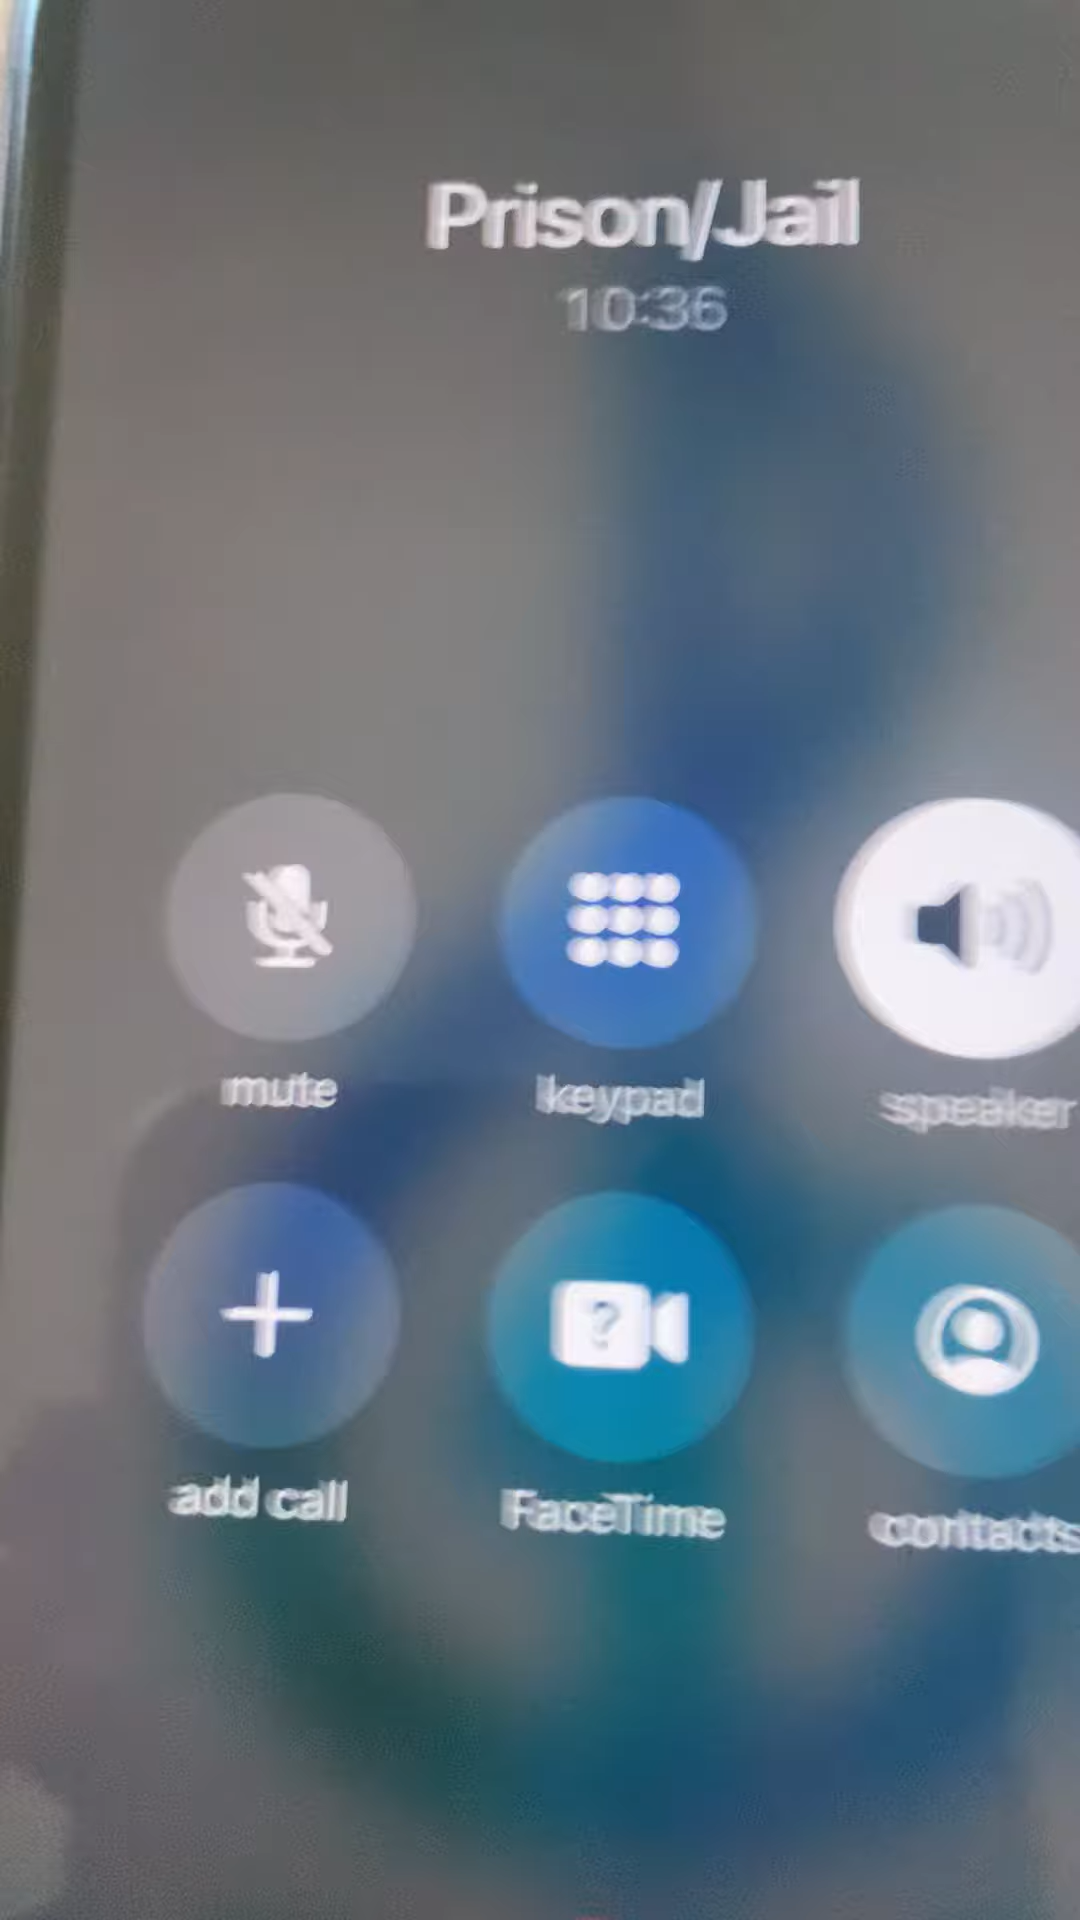 Prison/Jail
10:36
mute
keypad
speaker
add call
?
FaceTime
contacts